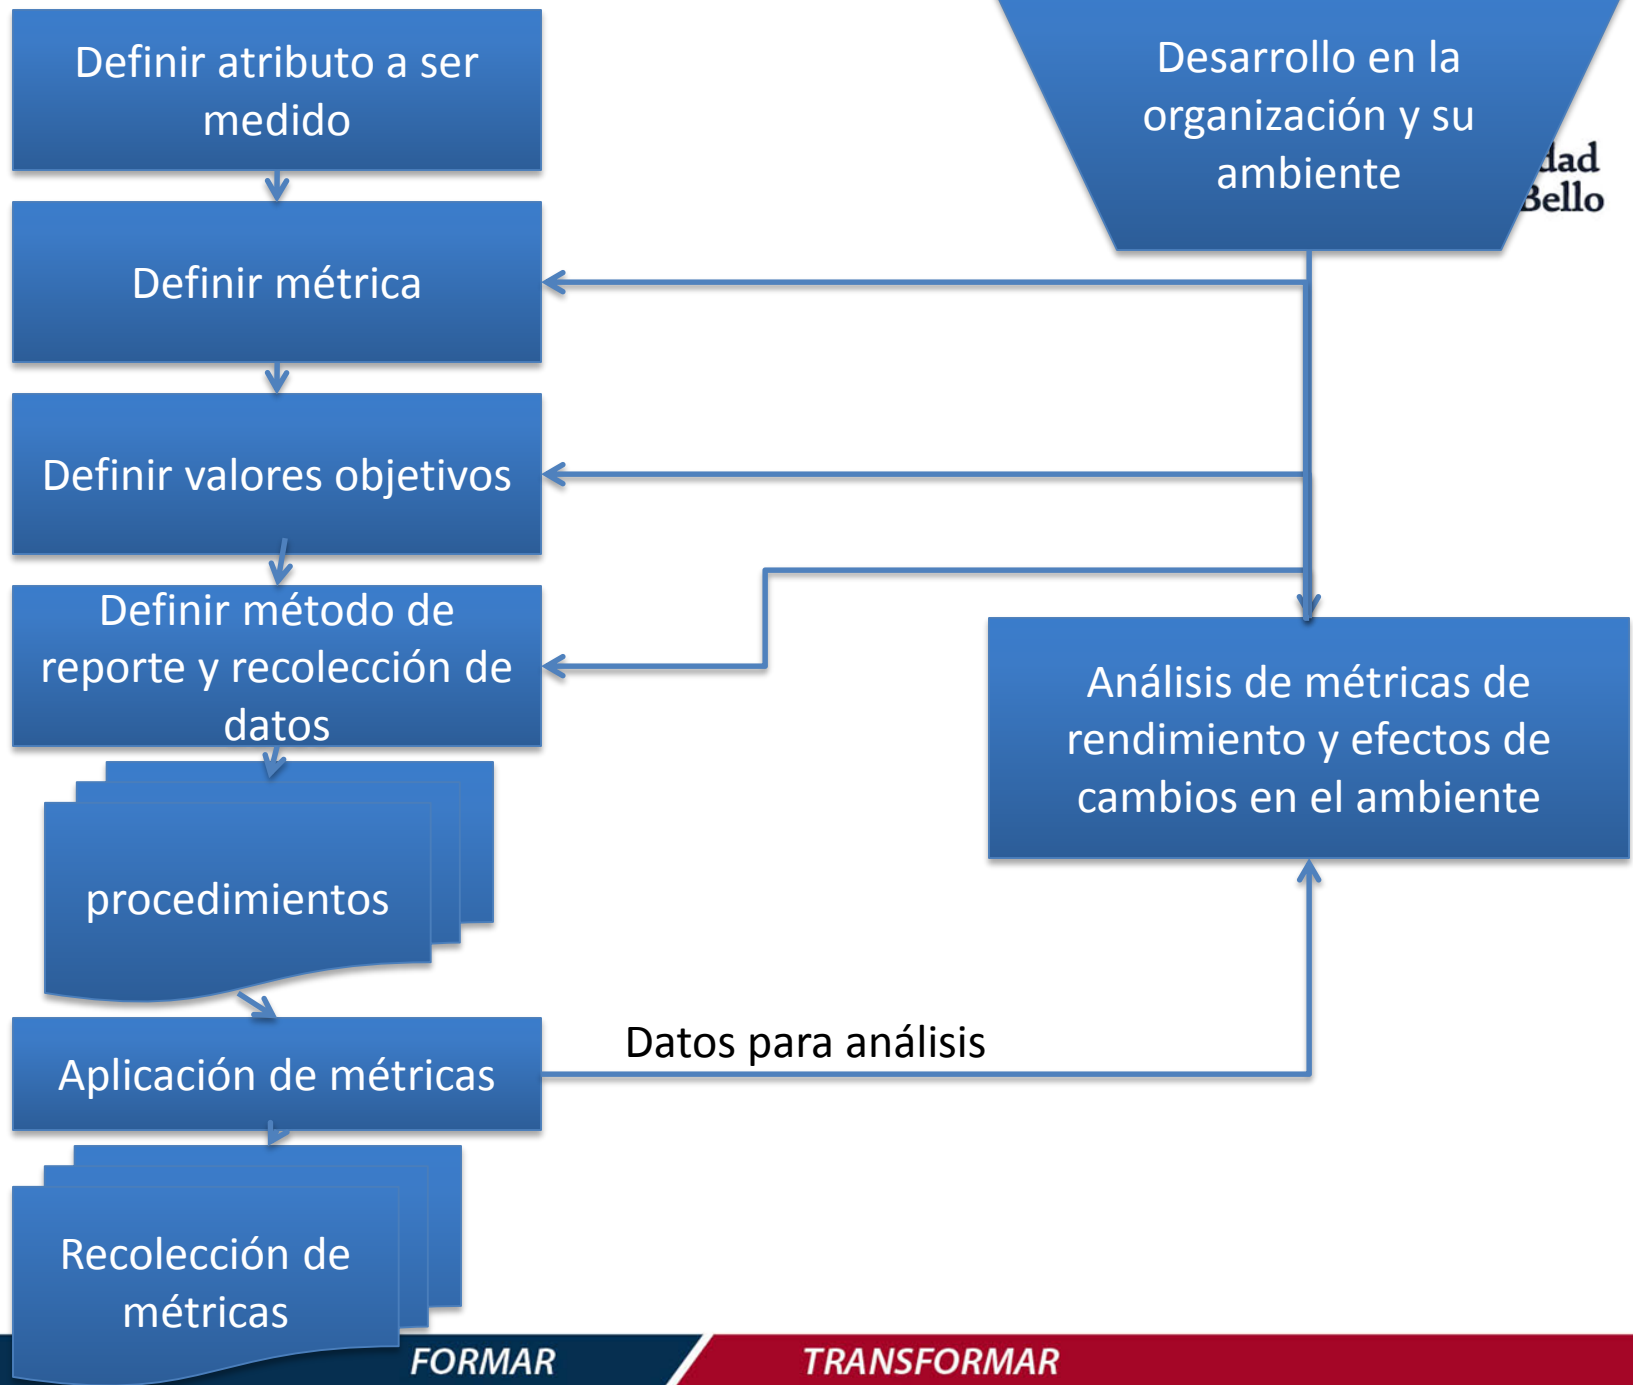 Definir atributo a ser
medido
Desarrollo en la
organización y su
ambiente
dad
Bello
Definir métrica
Definir valores objetivos
Definir método de
reporte y recolección de
datos
Análisis de métricas de
rendimiento y efectos de
cambios en el ambiente
procedimientos
Datos para análisis
Aplicación de métricas
Recolección de
métricas
FORMAR
TRANSFORMAR